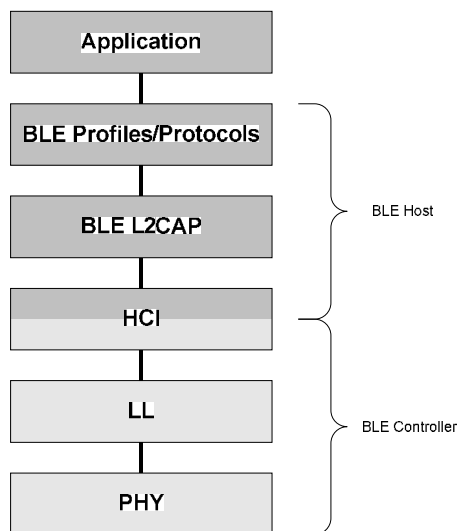 Application
BLE Profiles/Protocols
BLE L2CAP
BLE Host
HCI
LL
BLE Controller
PHY